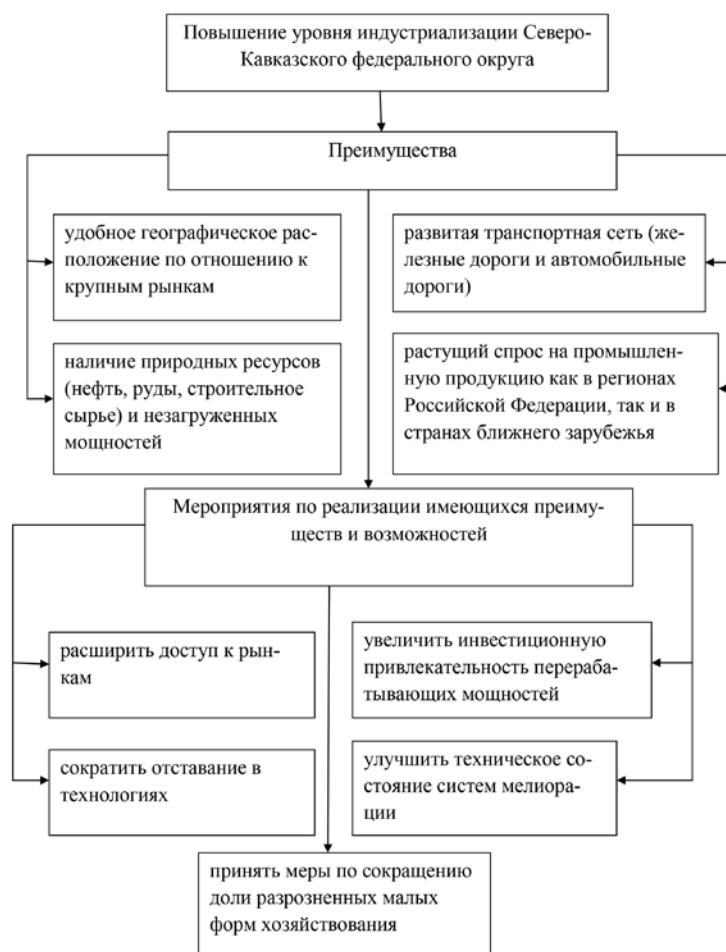 Повышение уровня индустриализации Северо-
Кавказского федерального округа
Преимущества
удобное географическое рас-
положение по отношению к
крупным рынкам
развитая транспортная сеть (же-
лезные дороги и автомобильные
дороги)
наличие природных ресурсов
(нефть, руды, строительное
сырье) и незагруженных
мощностей
растущий спрос на промышлен-
ную продукцию как в регионах
Российской Федерации, так и в
странах ближнего зарубежья
Мероприятия по реализации имеющихся преиму-
ществ и возможностей
расширить доступ к рын-
кам
увеличить инвестиционную
привлекательность перераба-
тывающих мощностей
сократить отставание в
технологиях
улучшить техническое со-
стояние систем мелиора-
ции
принять меры по сокращению
доли разрозненных малых
форм хозяйствования